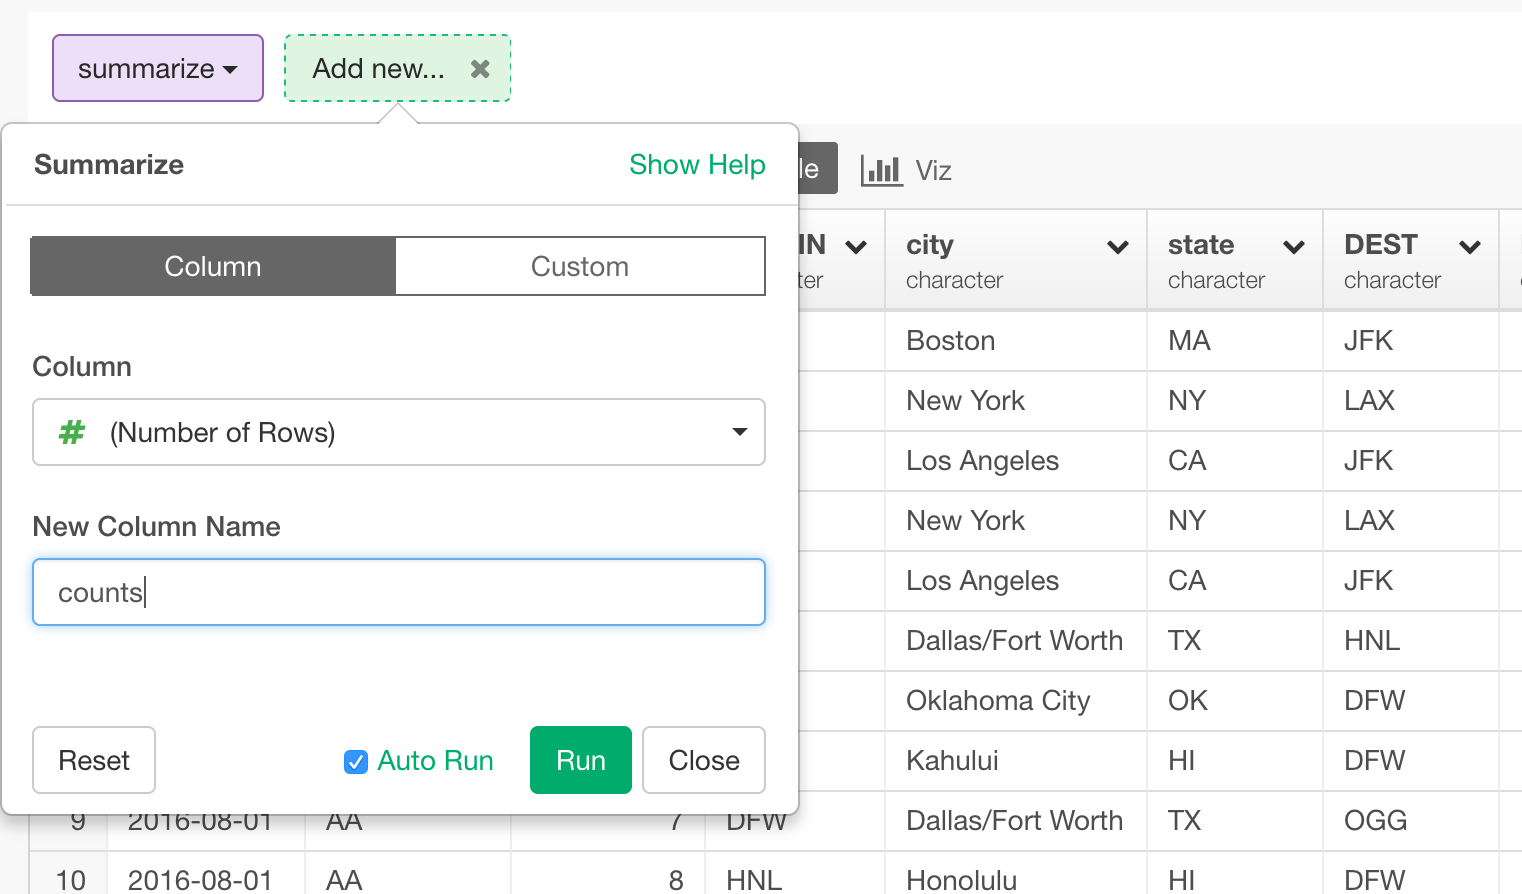 summarize Add new...
Summarize Show Help
le Viz
Column Custom
IN city state DEST
ter character character character
Column
Boston MA JFK
New York NY LAX
(Number of Rows)
Los Angeles CA JFK
New Column Name
New York NY LAX
counts
Los Angeles CA JFK
Dallas/Fort Worth TX HNL
Oklahoma City OK DFW
Reset Auto Run Run Close
Kahului HI DFW
9 2016-08-01 AA 7 DFW Dallas/Fort Worth TX OGG
10 2016-08-01 AA 8 HNL Honolulu HI DFW